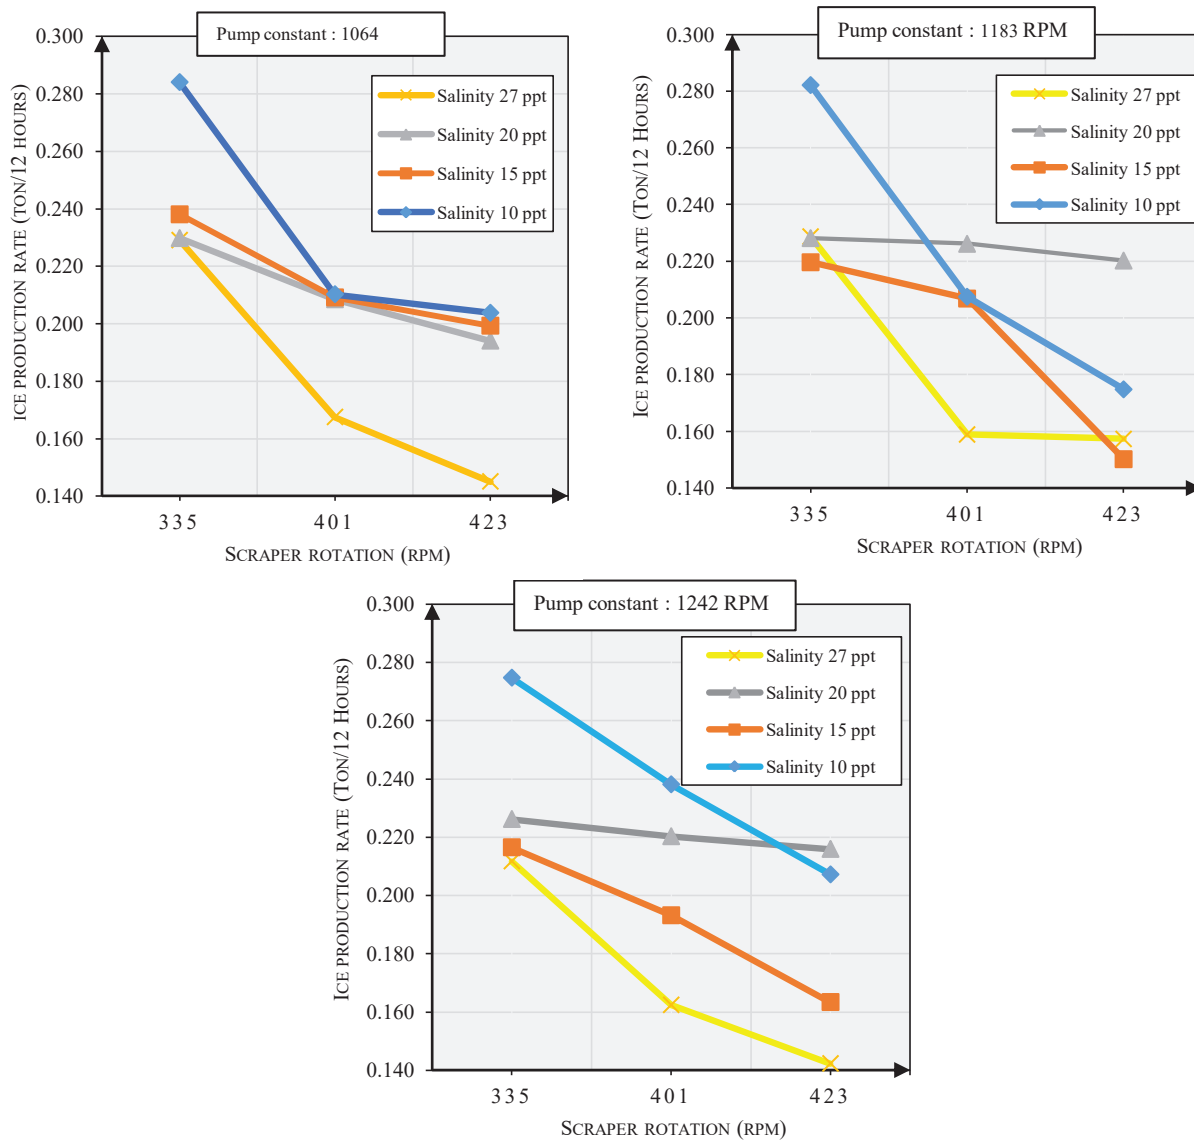 Pump constant : 1064
ICE PRODUCTION RATE (TON/12 HOURS)
0.300
0.280
0.260
0.240
0.220
0.200
0.180
0.160
0.140
Salinity 27 ppt
Salinity 20 ppt
Salinity 15 ppt
Salinity 10 ppt
335 401 423
SCRAPER ROTATION (RPM)
Pump constant : 1183 RPM
ICE PRODUCTION RATE (TON/12 HOURS)
0.300
0.280
0.260
0.240
0.220
0.200
0.180
0.160
0.140
Salinity 27 ppt
Salinity 20 ppt
Salinity 15 ppt
Salinity 10 ppt
335 401 423
SCRAPER ROTATION (RPM)
Pump constant : 1242 RPM
ICE PRODUCTION RATE (TON/12 HOURS)
0.300
0.280
0.260
0.240
0.220
0.200
0.180
0.160
0.140
Salinity 27 ppt
Salinity 20 ppt
Salinity 15 ppt
Salinity 10 ppt
335 401 423
SCRAPER ROTATION (RPM)